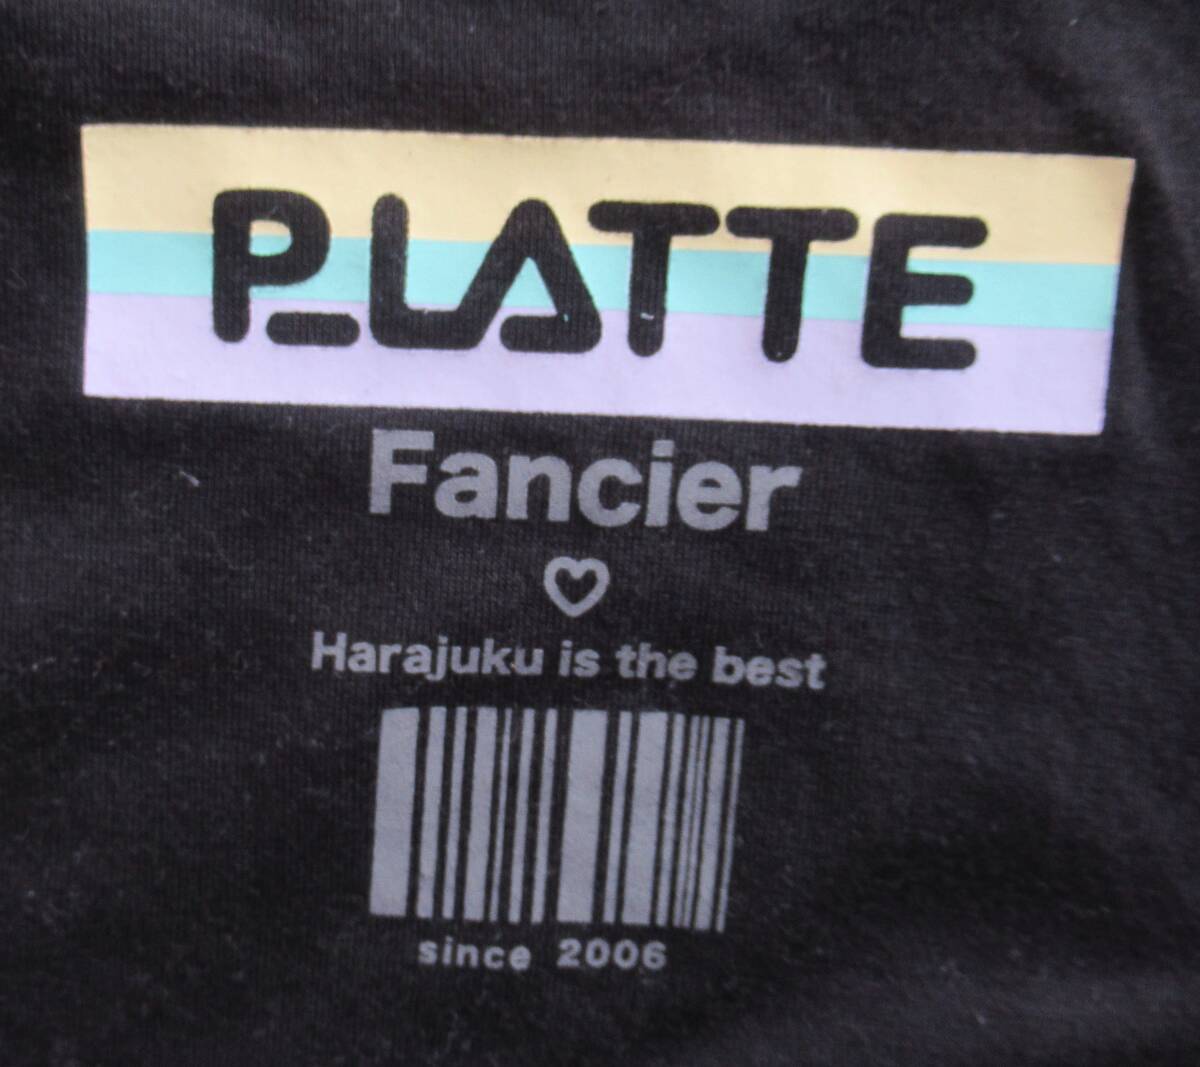 PLATTE
Fancier
Harajuku is the best
since 2006